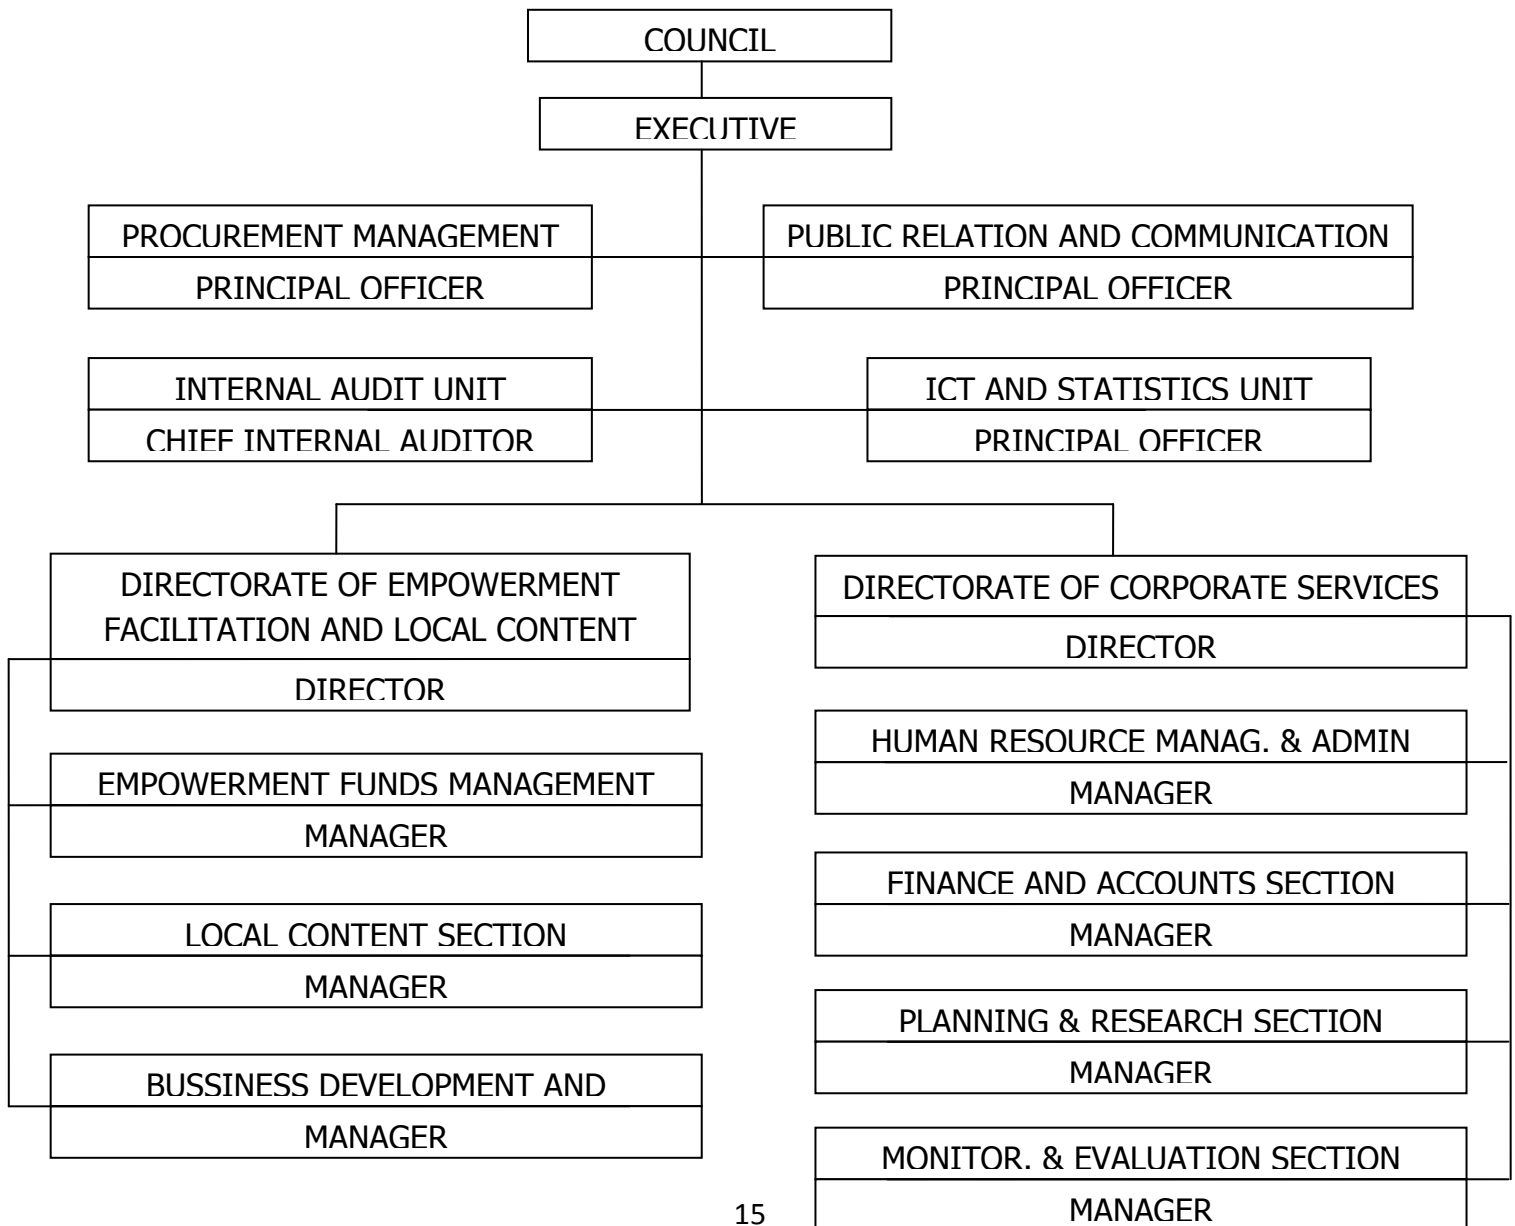 COUNCIL
EXECUTIVE
PROCUREMENT MANAGEMENT
PRINCIPAL OFFICER
PUBLIC RELATION AND COMMUNICATION
PRINCIPAL OFFICER
INTERNAL AUDIT UNIT
CHIEF INTERNAL AUDITOR
ICT AND STATISTICS UNIT
PRINCIPAL OFFICER
DIRECTORATE OF EMPOWERMENT
FACILITATION AND LOCAL CONTENT
DIRECTOR
EMPOWERMENT FUNDS MANAGEMENT
MANAGER
LOCAL CONTENT SECTION
MANAGER
BUSSINESS DEVELOPMENT AND
MANAGER
DIRECTORATE OF CORPORATE SERVICES
DIRECTOR
HUMAN RESOURCE MANAG. & ADMIN
MANAGER
FINANCE AND ACCOUNTS SECTION
MANAGER
PLANNING & RESEARCH SECTION
MANAGER
MONITOR. & EVALUATION SECTION
MANAGER
15